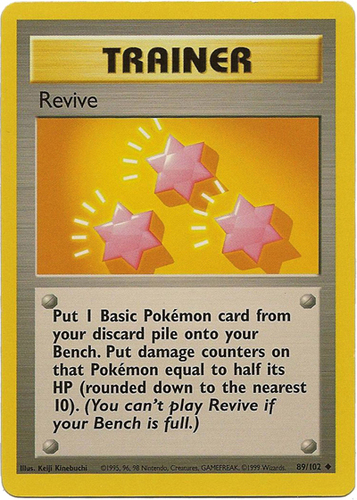 TRAINER
Revive
Put 1 Basic Pokémon card from
your discard pile onto your
Bench. Put damage counters on
that Pokémon equal to half its
HP (rounded down to the nearest
10). (You can't play Revive if
your Bench is full.)
Illus. Keiji Kinebuchi ©1995, 96, 98 Nintendo, Creatures, GAMEFREAK. ©1999 Wizards. 89/102 ◆